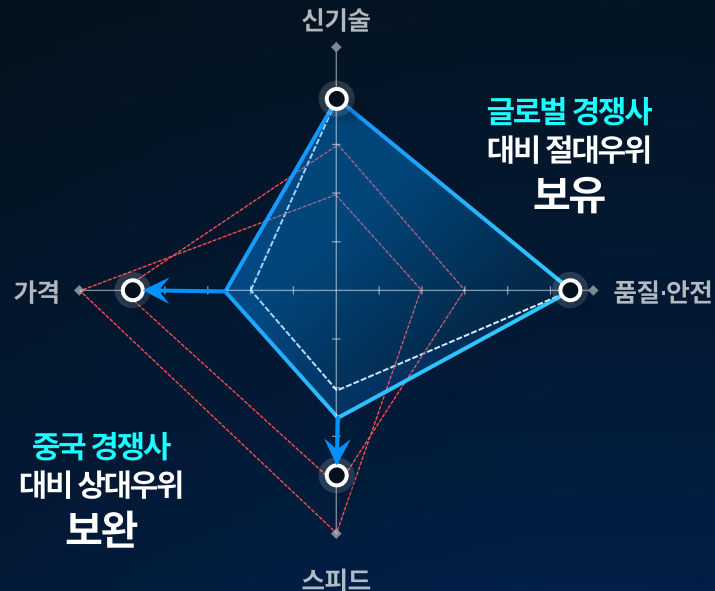 신기술
글로벌 경쟁사
대비 절대우위
보유
가격
품질·안전
중국 경쟁사
대비 상대우위
보완
스피드